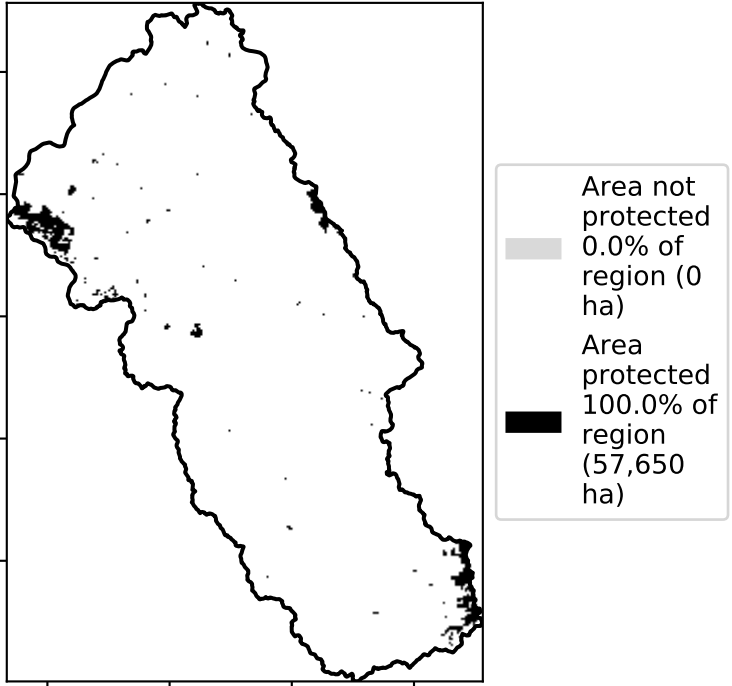 Area not
protected
0.0% of
region (0
ha)
Area
protected
100.0% of
region
(57,650
ha)